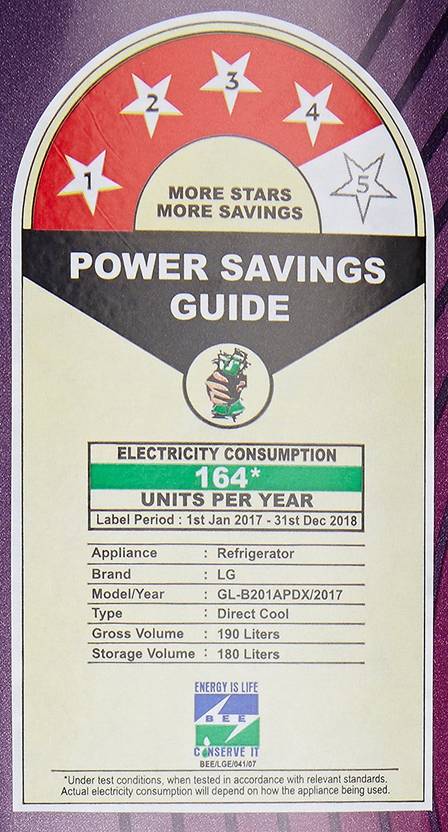 1 2 3 4 5
MORE STARS
MORE SAVINGS
POWER SAVINGS
GUIDE
ELECTRICITY CONSUMPTION
164*
UNITS PER YEAR
Label Period : 1st Jan 2017 - 31st Dec 2018
Appliance : Refrigerator
Brand : LG
Model/Year : GL-B201APDX/2017
Type : Direct Cool
Gross Volume : 190 Liters
Storage Volume : 180 Liters
ENERGY IS LIFE
BEE
CONSERVE IT
BEE/LGE/041/07
*Under test conditions, when tested in accordance with relevant standards.
Actual electricity consumption will depend on how the appliance being used.